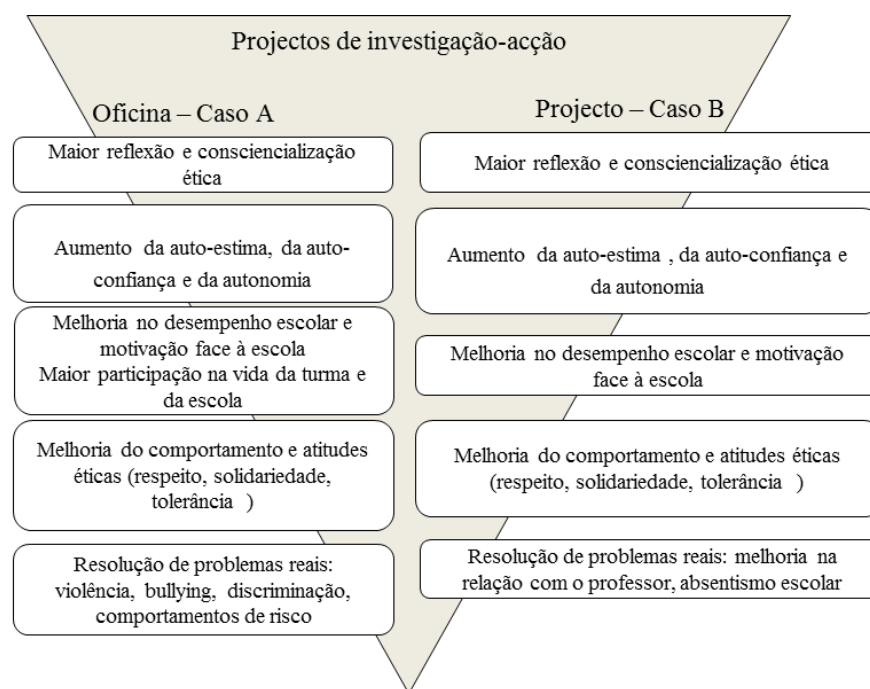 Projectos de investigação-acção
Oficina – Caso A
Maior reflexão e consciencialização
ética
Aumento da auto-estima, da auto-
confiança e da autonomia
Melhoria no desempenho escolar e
motivação face à escola
Maior participação na vida da turma e
da escola
Melhoria do comportamento e atitudes
éticas (respeito, solidariedade,
tolerância )
Resolução de problemas reais:
violência, bullying, discriminação,
comportamentos de risco
Projecto – Caso B
Maior reflexão e consciencialização ética
Aumento da auto-estima , da auto-confiança e
da autonomia
Melhoria no desempenho escolar e motivação
face à escola
Melhoria do comportamento e atitudes éticas
(respeito, solidariedade, tolerância )
Resolução de problemas reais: melhoria na
relação com o professor, absentismo escolar